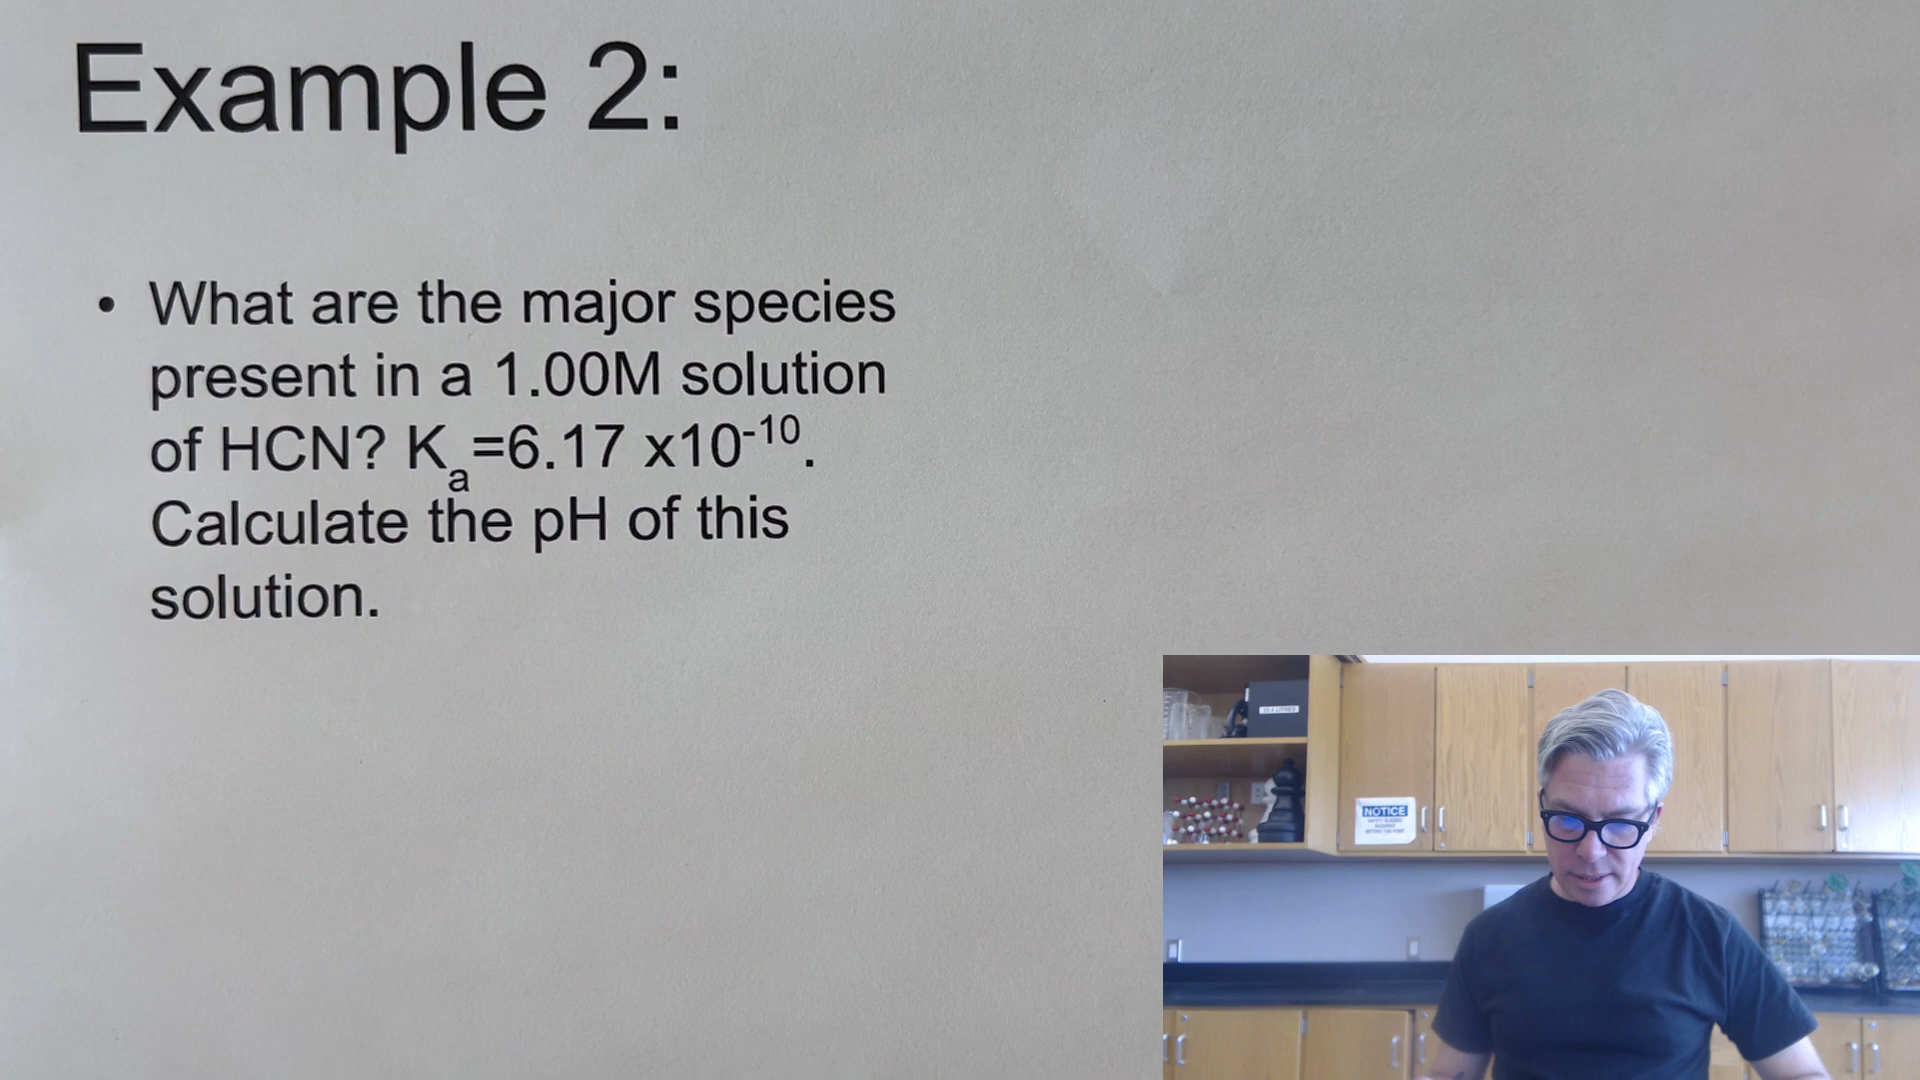 Example 2:
• What are the major species
present in a 1.00M solution
of HCN? Kₐ=6.17 x10⁻¹⁰.
Calculate the pH of this
solution.
NOTICE